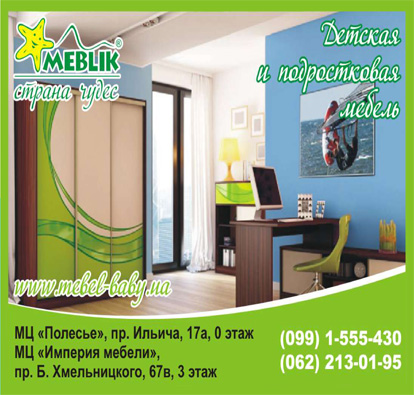 MEBLIK®
страна чудес
Детская
и подростковая
мебель
www.mebel-baby.ua
МЦ «Полесье», пр. Ильича, 17а, 0 этаж
МЦ «Империя мебели»,
пр. Б. Хмельницкого, 67в, 3 этаж
(099) 1-555-430
(062) 213-01-95